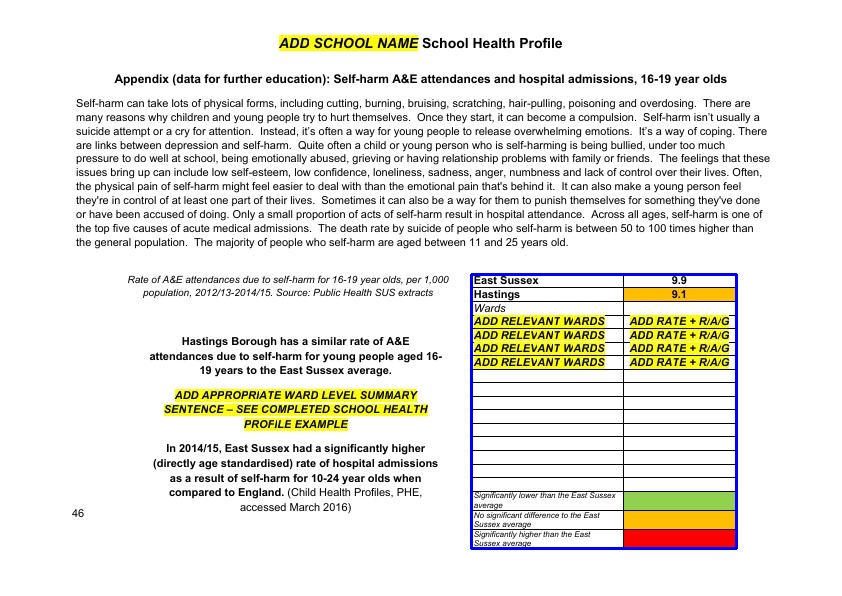 ADD SCHOOL NAME School Health Profile
Appendix (data for further education): Self-harm A&E attendances and hospital admissions, 16-19 year olds
Self-harm can take lots of physical forms, including cutting, burning, bruising, scratching, hair-pulling, poisoning and overdosing.  There are
many reasons why children and young people try to hurt themselves.  Once they start, it can become a compulsion.  Self-harm isn't usually a
suicide attempt or a cry for attention.  Instead, it's often a way for young people to release overwhelming emotions.  It's a way of coping. There
are links between depression and self-harm.  Quite often a child or young person who is self-harming is being bullied, under too much
pressure to do well at school, being emotionally abused, grieving or having relationship problems with family or friends.  The feelings that these
issues bring up can include low self-esteem, low confidence, loneliness, sadness, anger, numbness and lack of control over their lives. Often,
the physical pain of self-harm might feel easier to deal with than the emotional pain that's behind it.  It can also make a young person feel
they're in control of at least one part of their lives.  Sometimes it can also be a way for them to punish themselves for something they've done
or have been accused of doing. Only a small proportion of acts of self-harm result in hospital attendance.  Across all ages, self-harm is one of
the top five causes of acute medical admissions.  The death rate by suicide of people who self-harm is between 50 to 100 times higher than
the general population.  The majority of people who self-harm are aged between 11 and 25 years old.
Rate of A&E attendances due to self-harm for 16-19 year olds, per 1,000
population, 2012/13-2014/15. Source: Public Health SUS extracts
Hastings Borough has a similar rate of A&E
attendances due to self-harm for young people aged 16-
19 years to the East Sussex average.
ADD APPROPRIATE WARD LEVEL SUMMARY
SENTENCE – SEE COMPLETED SCHOOL HEALTH
PROFILE EXAMPLE
In 2014/15, East Sussex had a significantly higher
(directly age standardised) rate of hospital admissions
as a result of self-harm for 10-24 year olds when
compared to England. (Child Health Profiles, PHE,
accessed March 2016)
East Sussex 9.9
Hastings 9.1
Wards
ADD RELEVANT WARDS ADD RATE + R/A/G
ADD RELEVANT WARDS ADD RATE + R/A/G
ADD RELEVANT WARDS ADD RATE + R/A/G
ADD RELEVANT WARDS ADD RATE + R/A/G
Significantly lower than the East Sussex
average
No significant difference to the East
Sussex average
Significantly higher than the East
Sussex average
46